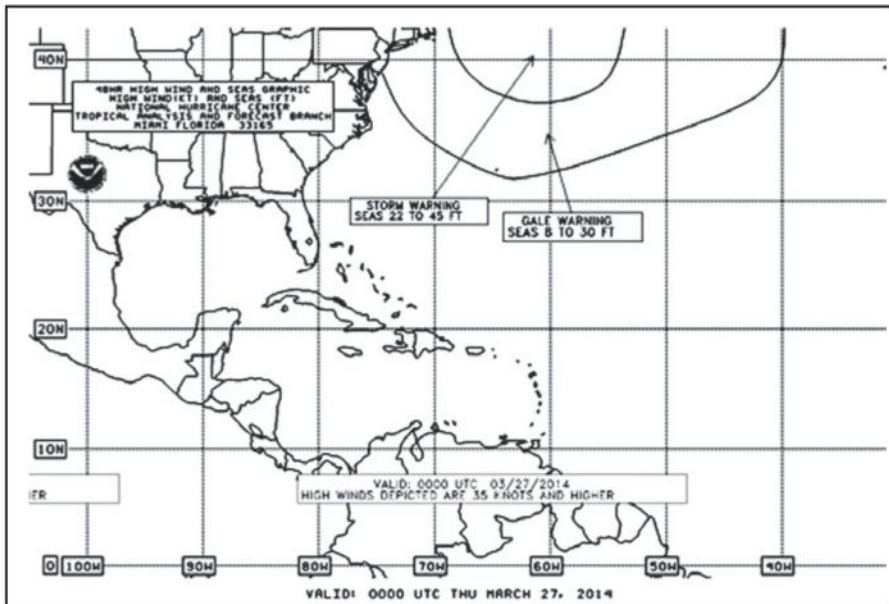 40N
48HR HIGH WIND AND SEAS GRAPHIC
HIGH WIND(KT) AND SEAS (FT)
NATIONAL HURRICANE CENTER
TROPICAL ANALYSIS AND FORECAST BRANCH
MIAMI FLORIDA 33165
30N
STORM WARNING
SEAS 22 TO 45 FT
GALE WARNING
SEAS 8 TO 30 FT
20N
10N
ER
VALID: 0000 UTC 03/27/2014
HIGH WINDS DEPICTED ARE 35 KNOTS AND HIGHER
0 100W 90W 80W 70W 60W 50W 40W
VALID: 0000 UTC THU MARCH 27, 2014